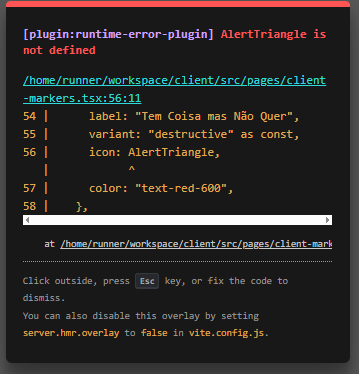 [plugin:runtime-error-plugin] AlertTriangle is
not defined
/home/runner/workspace/client/src/pages/client
-markers.tsx:56:11
54 |      label: "Tem Coisa mas Não Quer",
55 |      variant: "destructive" as const,
56 |      icon: AlertTriangle,
   |            ^
57 |      color: "text-red-600",
58 |    },
at /home/runner/workspace/client/src/pages/client-mark
Click outside, press Esc key, or fix the code to
dismiss.
You can also disable this overlay by setting
server.hmr.overlay to false in vite.config.js.